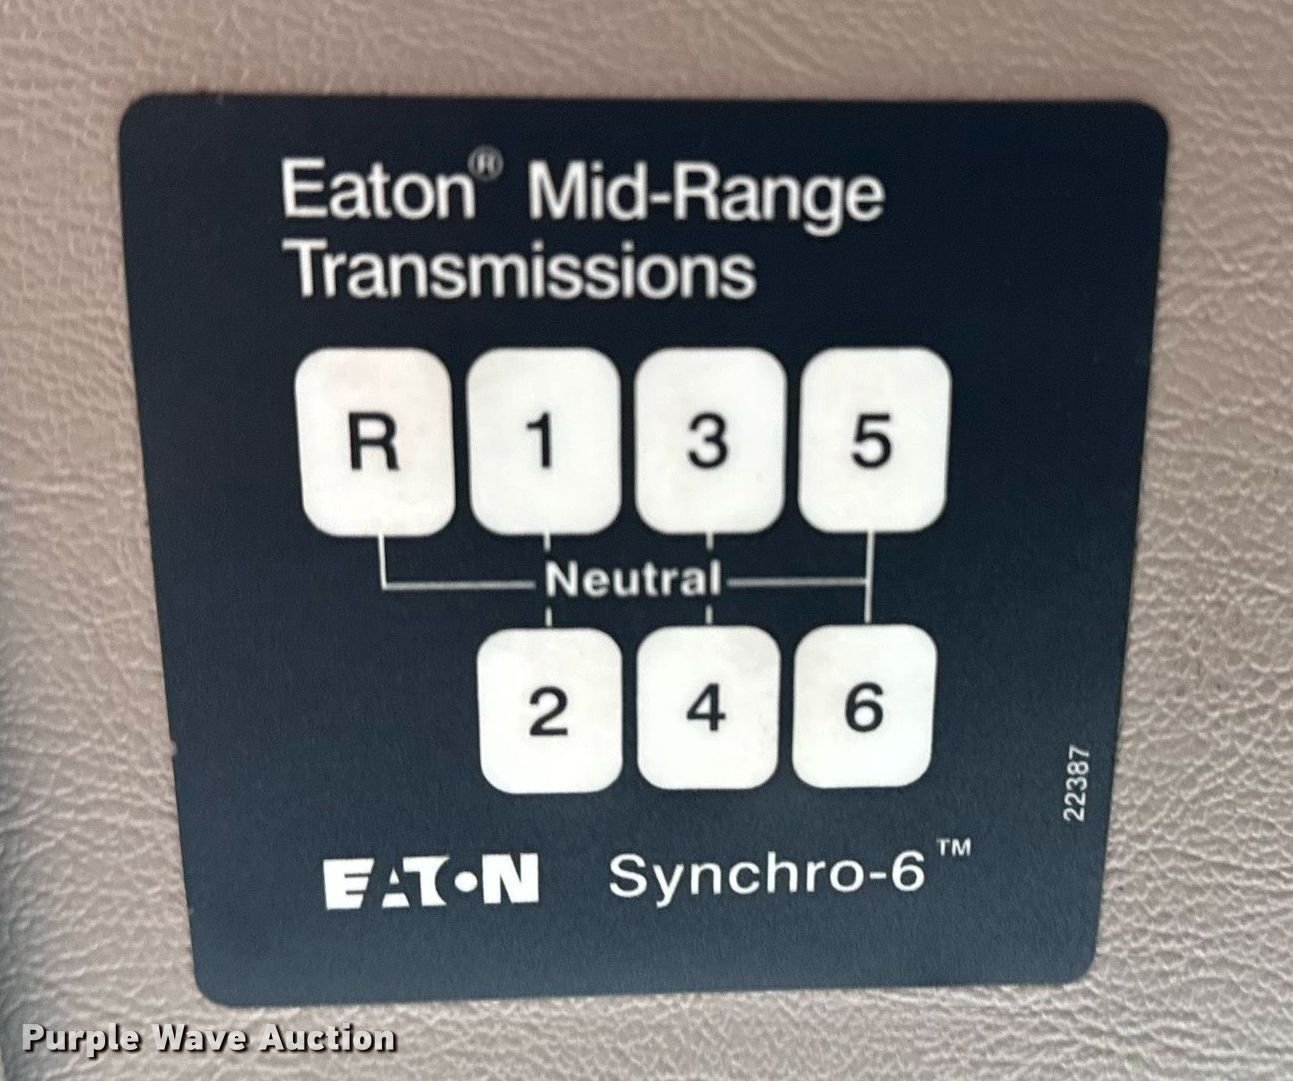 Eaton® Mid-Range
Transmissions
R 1 3 5
Neutral
2 4 6
22387
EATON Synchro-6™
Purple Wave Auction